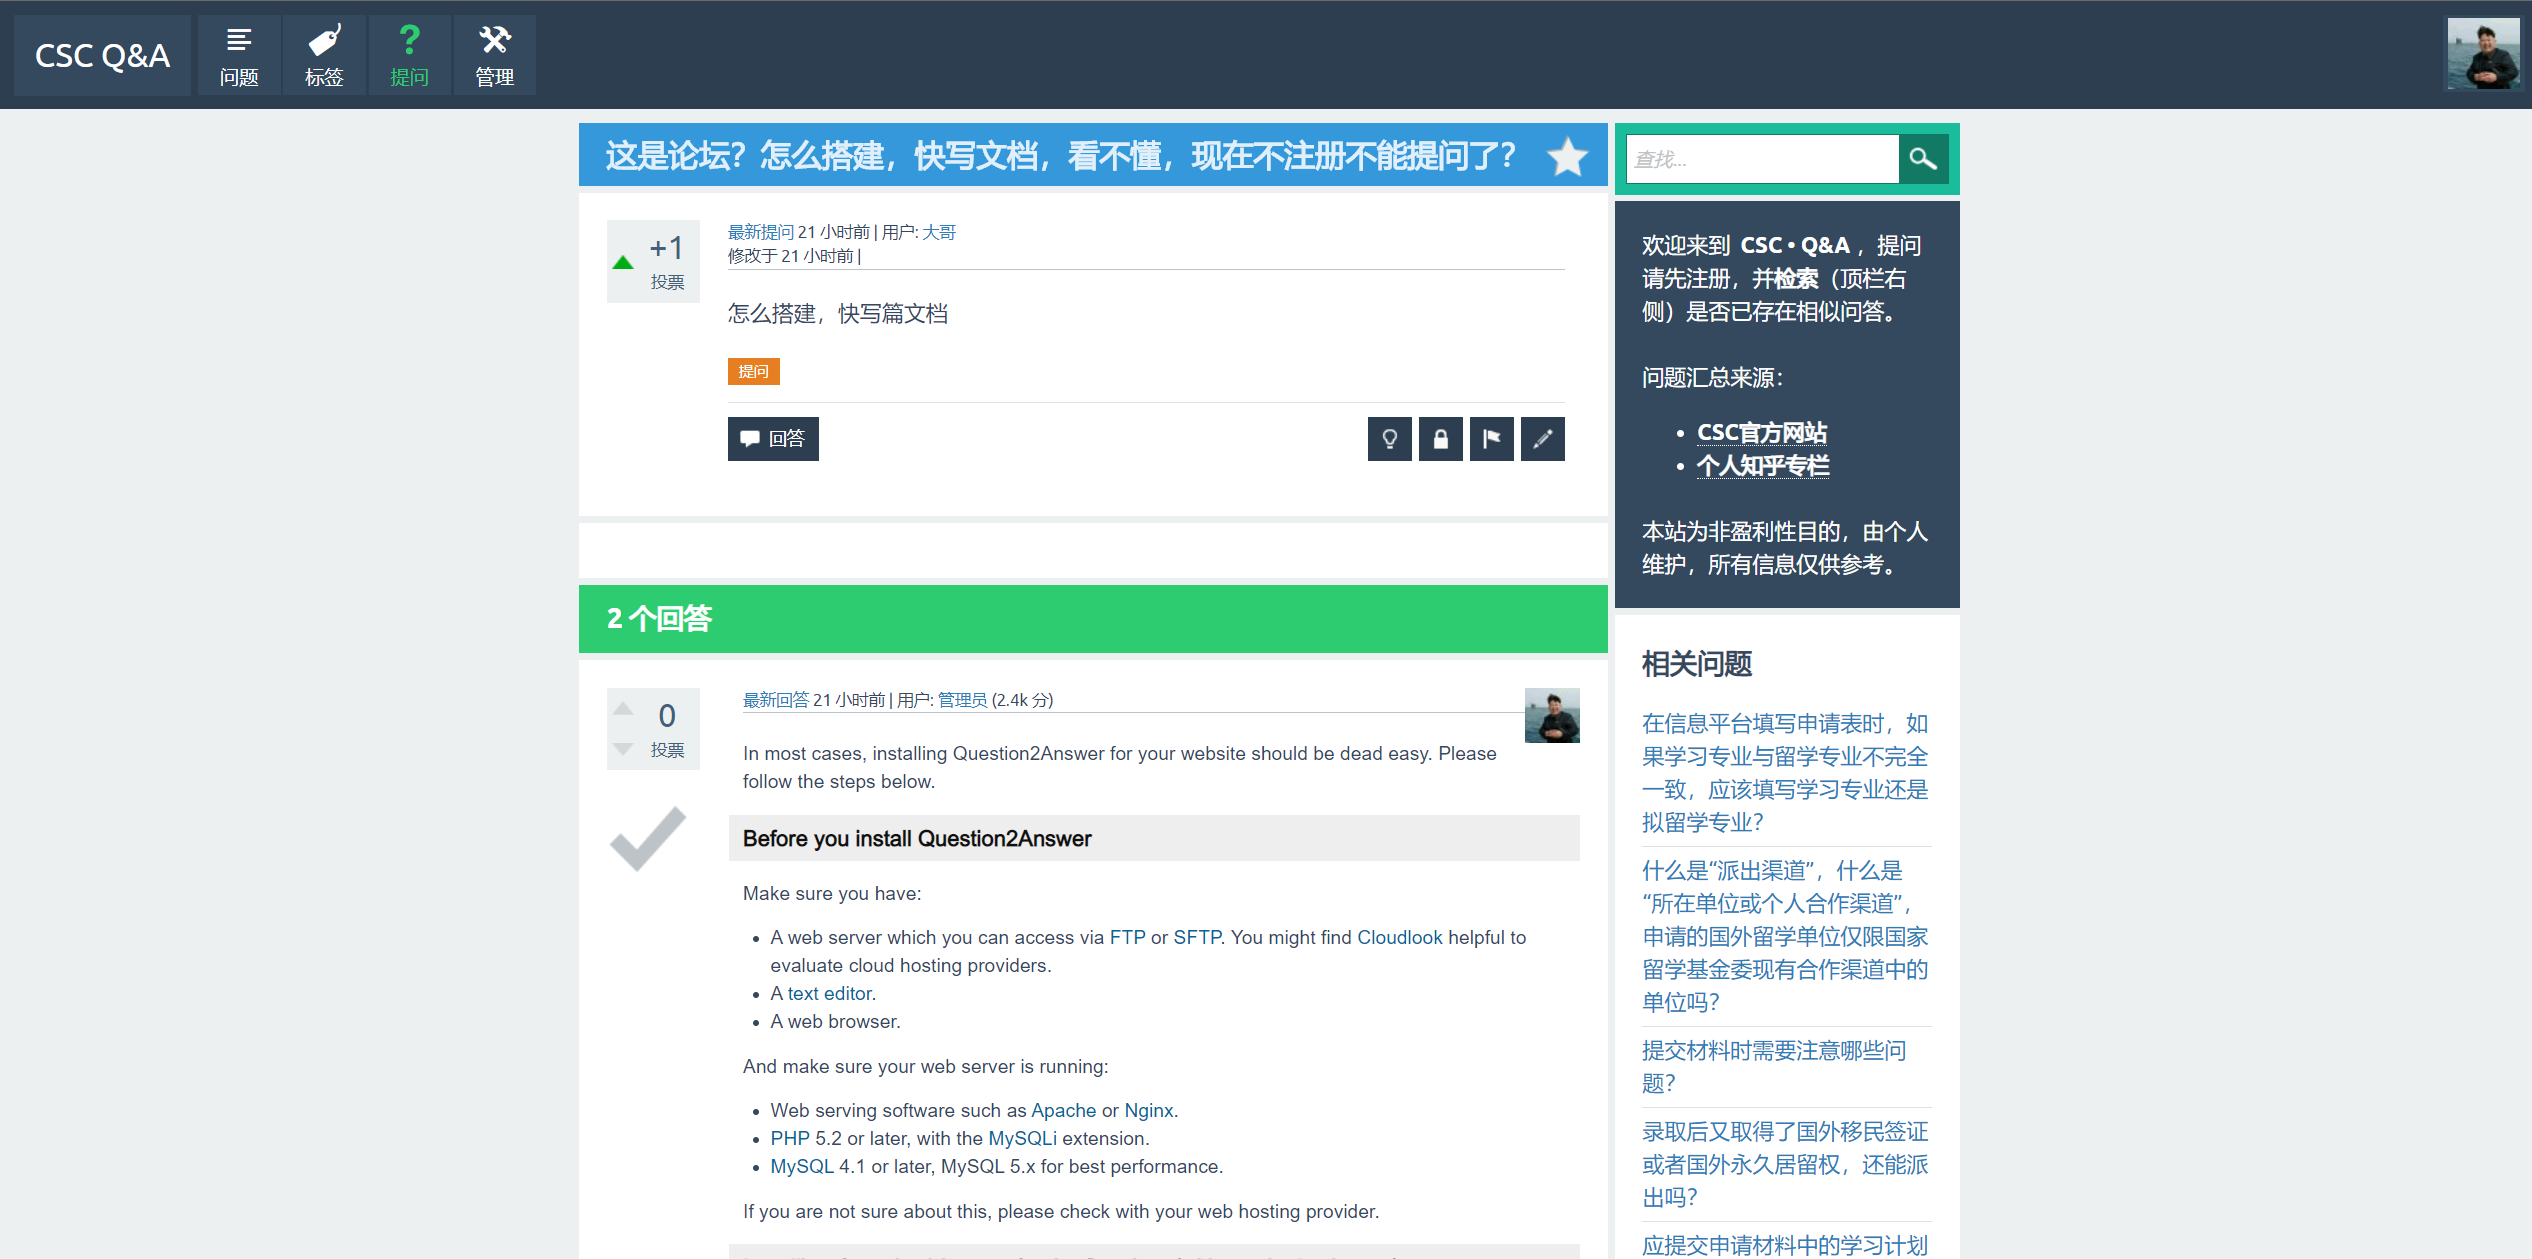 CSC Q&A
问题
标签
提问
管理
这是论坛？怎么搭建，快写文档，看不懂，现在不注册不能提问了？
+1
投票
最新提问 21 小时前 | 用户: 大哥
修改于 21 小时前 |
怎么搭建，快写篇文档
提问
回答
2 个回答
0
投票
最新回答 21 小时前 | 用户: 管理员 (2.4k 分)
In most cases, installing Question2Answer for your website should be dead easy. Please
follow the steps below.
Before you install Question2Answer
Make sure you have:
• A web server which you can access via FTP or SFTP. You might find Cloudlook helpful to
evaluate cloud hosting providers.
• A text editor.
• A web browser.
And make sure your web server is running:
• Web serving software such as Apache or Nginx.
• PHP 5.2 or later, with the MySQLi extension.
• MySQL 4.1 or later, MySQL 5.x for best performance.
If you are not sure about this, please check with your web hosting provider.
查找...
欢迎来到 CSC • Q&A ，提问
请先注册，并检索（顶栏右
侧）是否已存在相似问答。
问题汇总来源：
• CSC官方网站
• 个人知乎专栏
本站为非盈利性目的，由个人
维护，所有信息仅供参考。
相关问题
在信息平台填写申请表时，如
果学习专业与留学专业不完全
一致，应该填写学习专业还是
拟留学专业？
什么是“派出渠道”，什么是
“所在单位或个人合作渠道”，
申请的国外留学单位仅限国家
留学基金委现有合作渠道中的
单位吗？
提交材料时需要注意哪些问
题？
录取后又取得了国外移民签证
或者国外永久居留权，还能派
出吗？
应提交申请材料中的学习计划